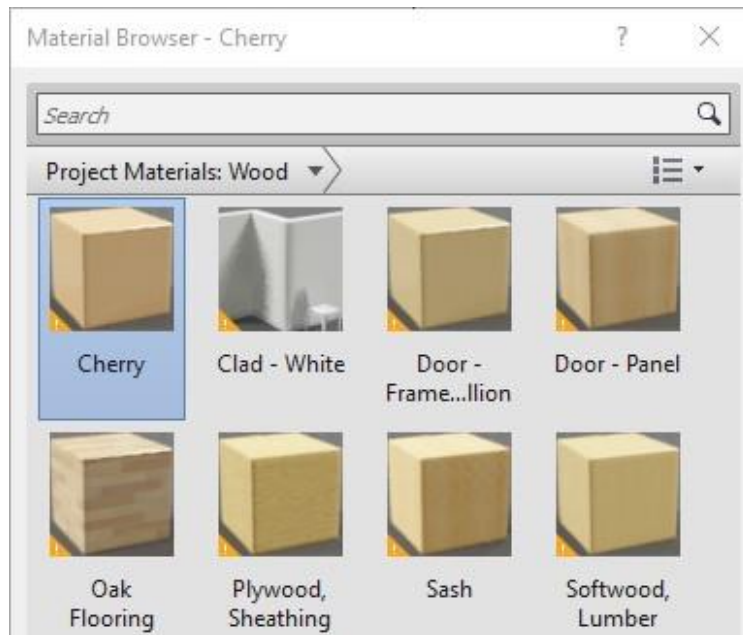 Material Browser - Cherry
?
Search
Project Materials: Wood
Cherry
Clad - White
Door -
Frame...llion
Door - Panel
Oak
Flooring
Plywood,
Sheathing
Sash
Softwood,
Lumber